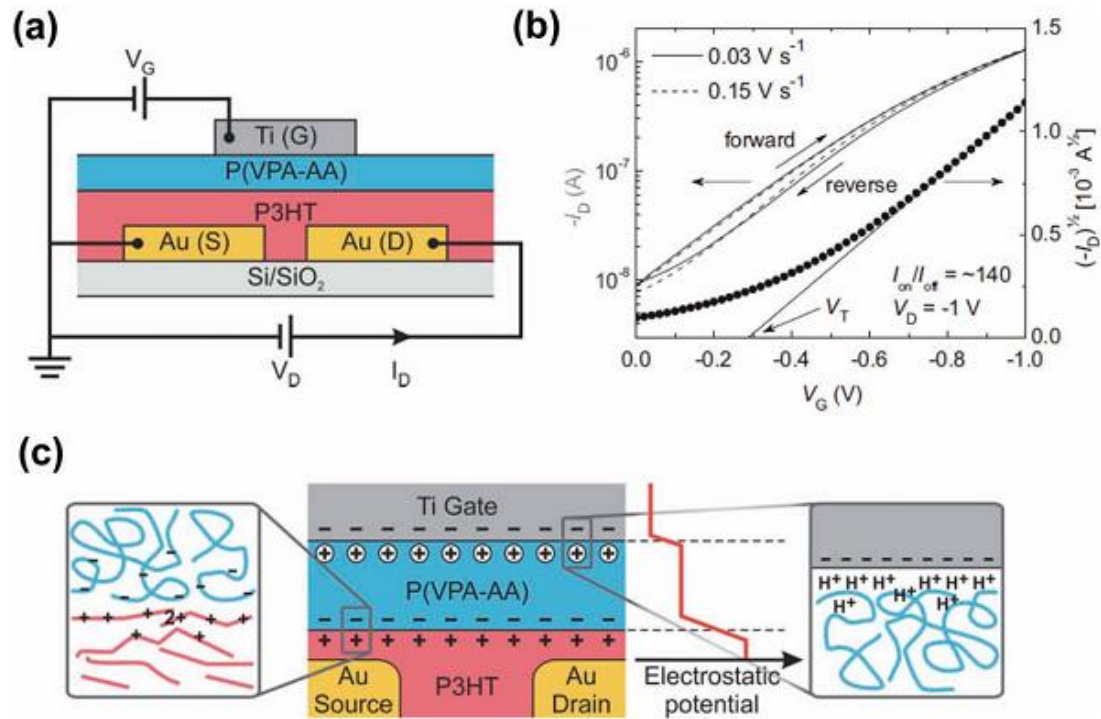 (a)
V_G
Ti (G)
P(VPA-AA)
P3HT
Au (S)
Au (D)
Si/SiO₂
V_D
I_D
(b)
0.03 V s⁻¹
0.15 V s⁻¹
forward
reverse
I_on/I_off = ~140
V_D = -1 V
V_T
10⁻⁶
10⁻⁷
10⁻⁸
-I_D (A)
1.5
1.0
0.5
0.0
(-I_D)^½ [10⁻³ A^½]
0.0 -0.2 -0.4 -0.6 -0.8 -1.0
V_G (V)
(c)
- - - - - -
+ + + 2+ + + +
+ +
Ti Gate
- - - - - - - - - -
+ + + + + + + + + +
P(VPA-AA)
- - - - - - - - - -
+ + + + + + + + + +
Au
Source
P3HT
Au
Drain
Electrostatic
potential
- - - - - - - - -
H⁺ H⁺ H⁺ H⁺ H⁺ H⁺
H⁺ H⁺